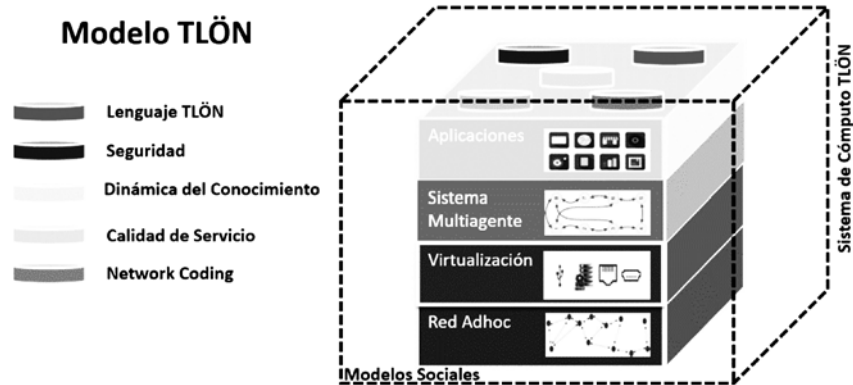 Modelo TLÖN
Lenguaje TLÖN
Seguridad
Dinámica del Conocimiento
Calidad de Servicio
Network Coding
Aplicaciones
Sistema
Multiagente
Virtualización
Red Adhoc
Modelos Sociales
Sistema de Cómputo TLÖN